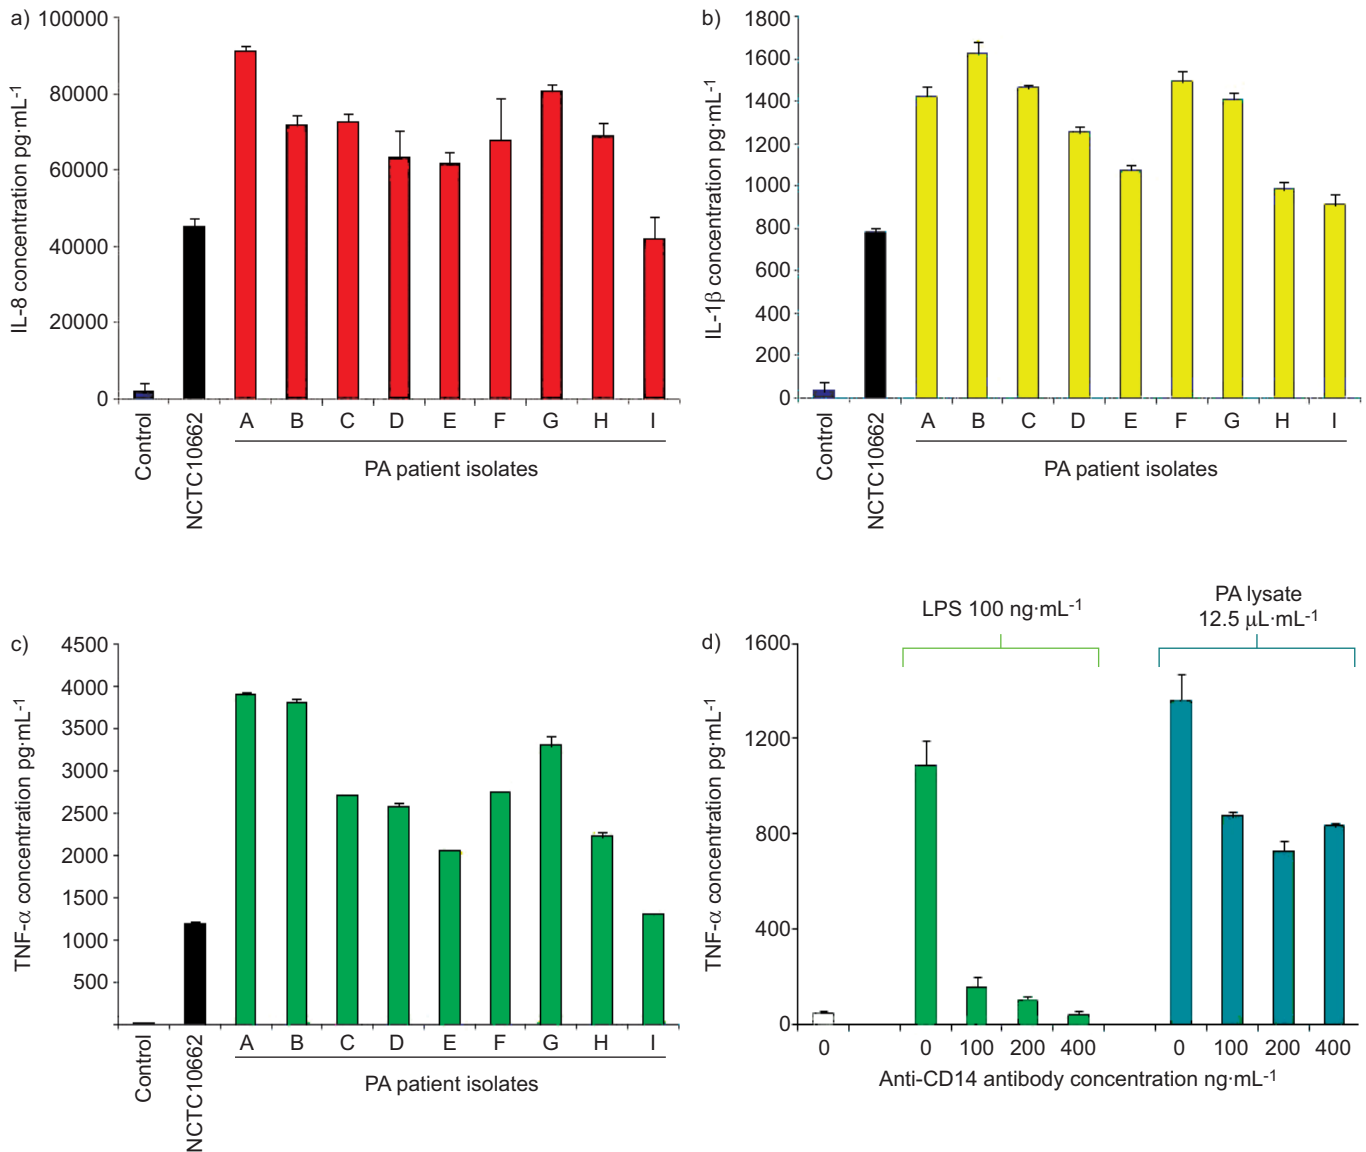 a)
100000
80000
60000
40000
20000
0
IL-8 concentration pg·mL-1
Control
NCTC10662
A B C D E F G H I
PA patient isolates
b)
1800
1600
1400
1200
1000
800
600
400
200
0
IL-1β concentration pg·mL-1
Control
NCTC10662
A B C D E F G H I
PA patient isolates
c)
4500
4000
3500
3000
2500
2000
1500
1000
500
TNF-α concentration pg·mL-1
Control
NCTC10662
A B C D E F G H I
PA patient isolates
d)
LPS 100 ng·mL-1
PA lysate
12.5 µL·mL-1
1600
1200
800
400
0
TNF-α concentration pg·mL-1
0 0 100 200 400 0 100 200 400
Anti-CD14 antibody concentration ng·mL-1